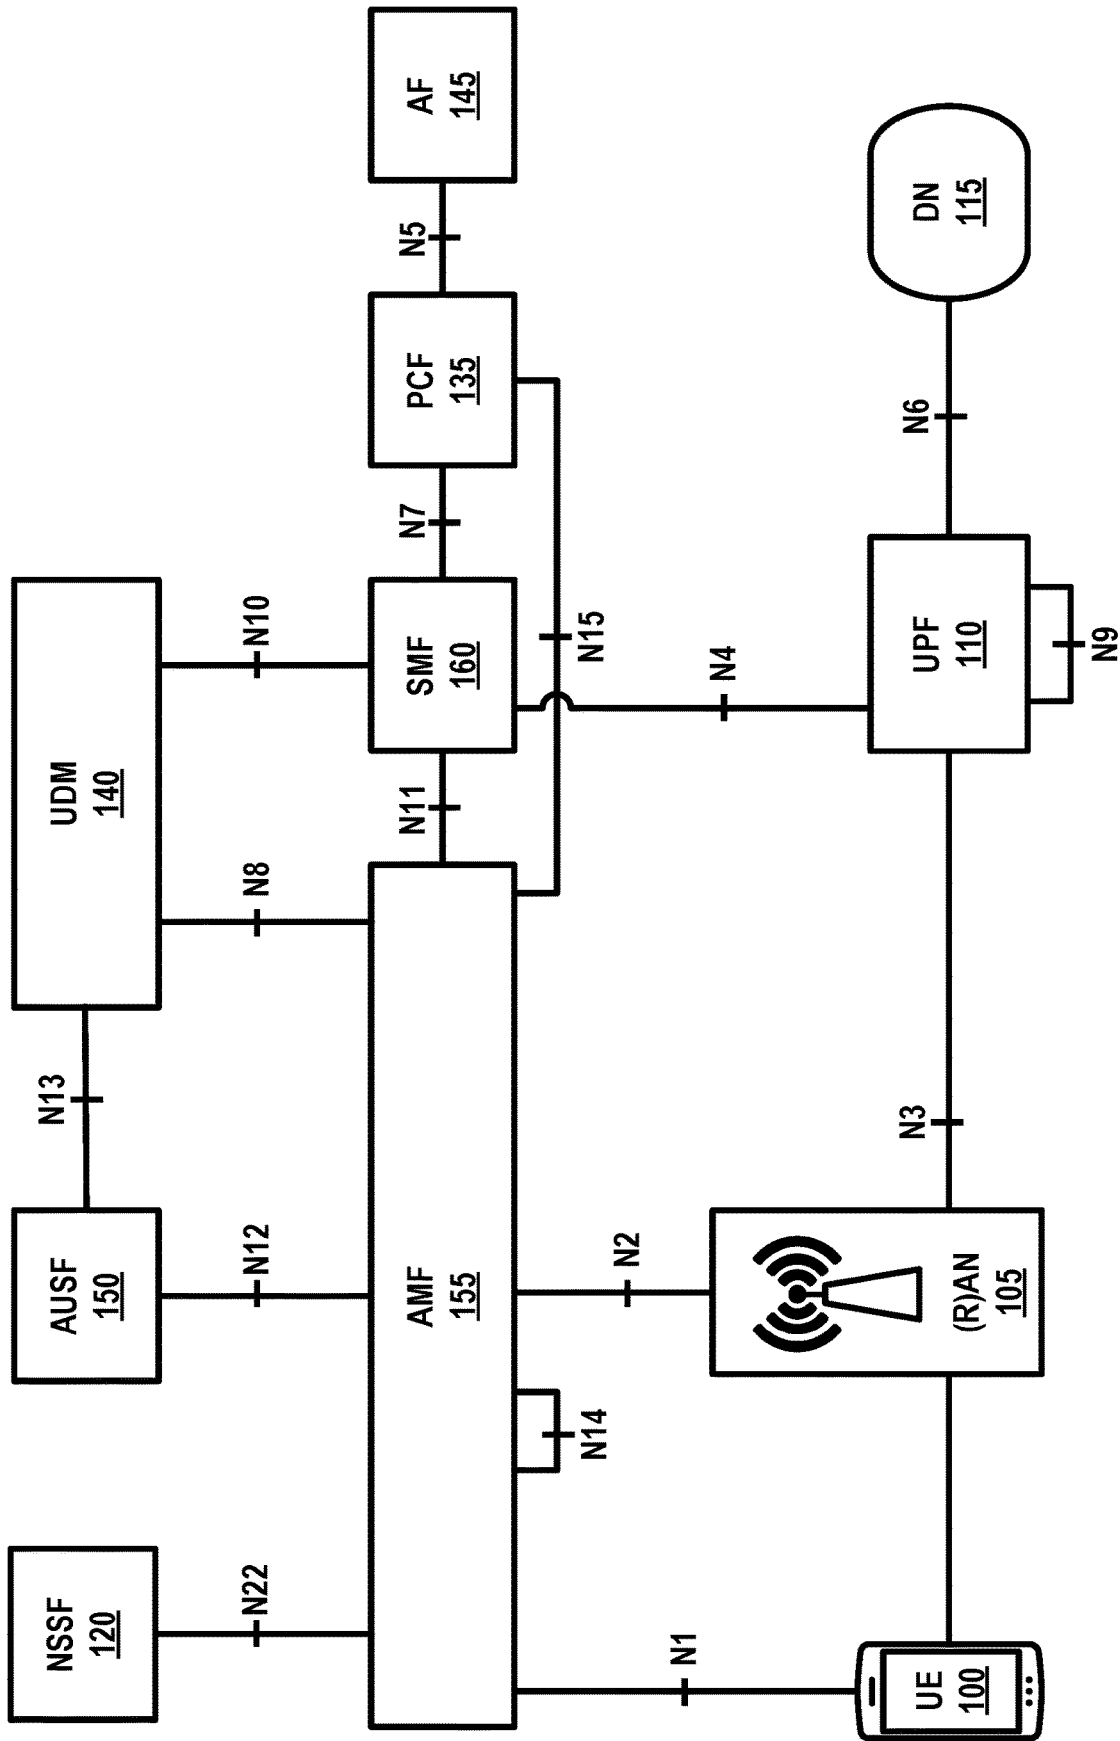 NSSF
120
AUSF
150
UDM
140
N13
N22
N12
N8
N10
AMF
155
N11
SMF
160
N7
PCF
135
N5
AF
145
N14
N15
N1
N2
N4
UE
100
(R)AN
105
N3
UPF
110
N6
DN
115
N9